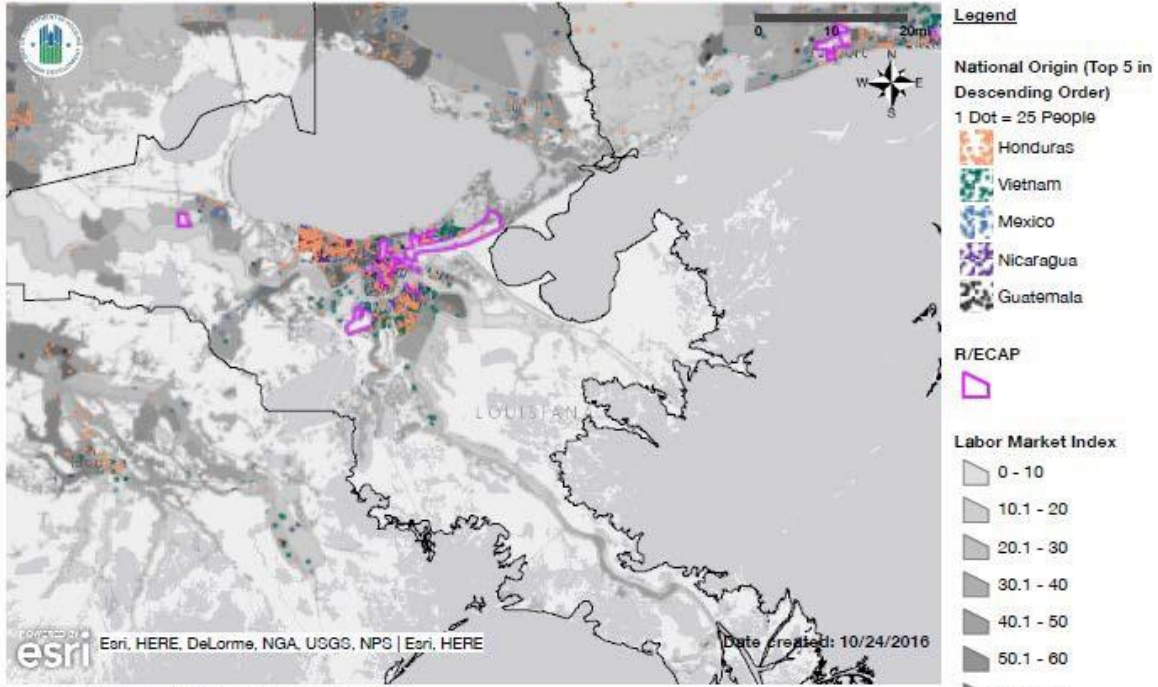 0 10 20mi
N
W E
S
LOUISIANA
POWERED BY
esri
Esri, HERE, DeLorme, NGA, USGS, NPS | Esri, HERE
Date created: 10/24/2016
Legend
National Origin (Top 5 in
Descending Order)
1 Dot = 25 People
Honduras
Vietnam
Mexico
Nicaragua
Guatemala
R/ECAP
Labor Market Index
0 - 10
10.1 - 20
20.1 - 30
30.1 - 40
40.1 - 50
50.1 - 60